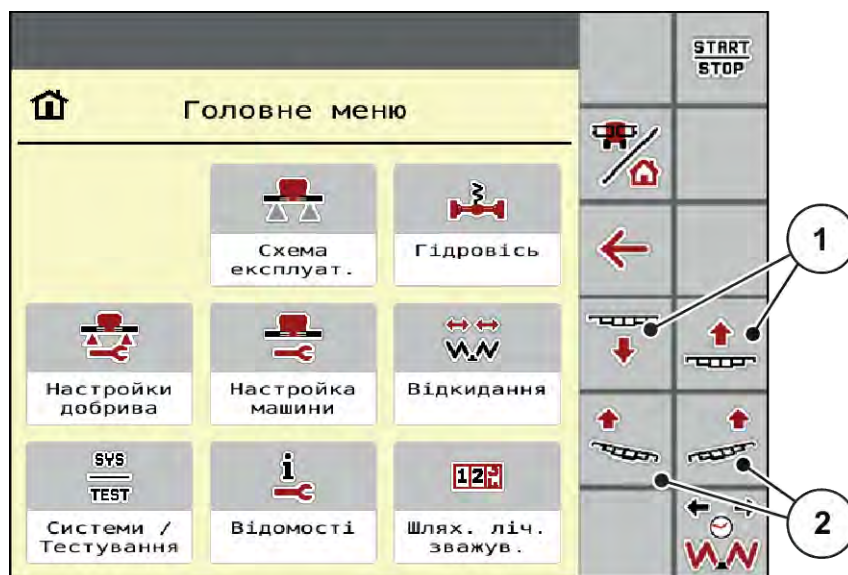 START
STOP
Головне меню
Схема
експлуат.
Гідровісь
1
Настройки
добрива
Настройка
машини
Відкидання
SYS
TEST
Системи /
Тестування
i
Відомості
Шлях. ліч.
зважув.
2